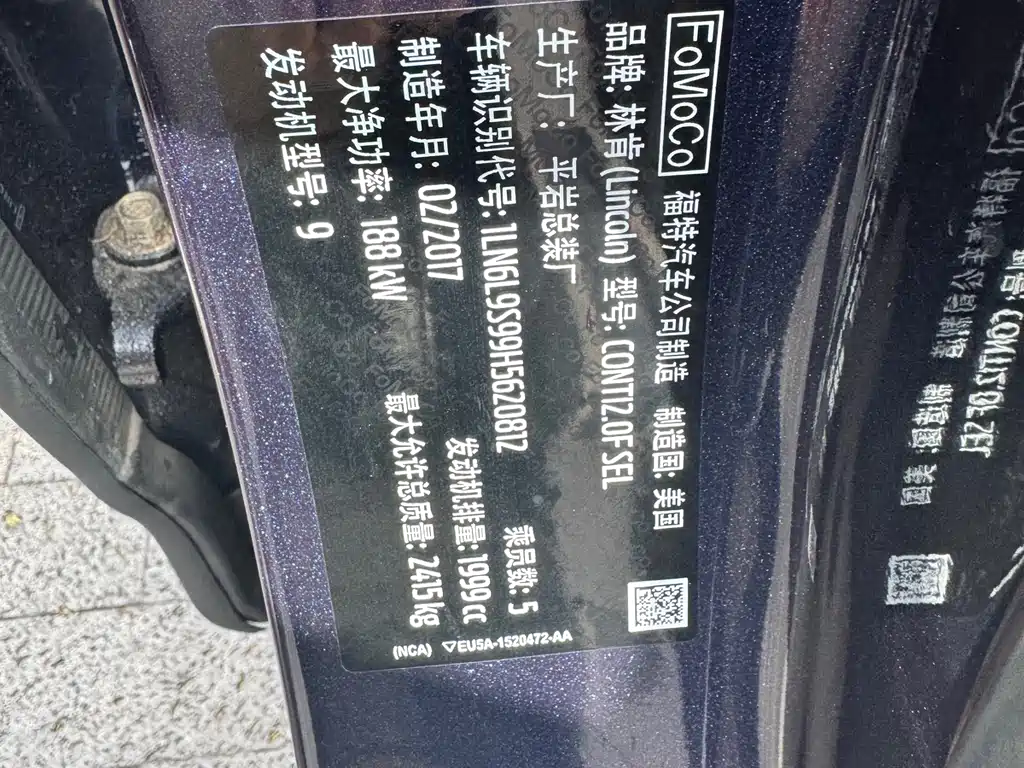 FoMoCo 福特汽车公司制造 制造国: 美国
品牌: 林肯 (Lincoln) 型号: CONTI2.0F SEL
生产厂: 平岩总装厂
乘员数: 5
车辆识别代号: 1LN6L9S99H5620812
发动机排量: 1999cc
制造年月: 02/2017
最大允许总质量: 2415kg
最大净功率: 188kW
发动机型号: 9
(NCA) EU5A-1520472-AA